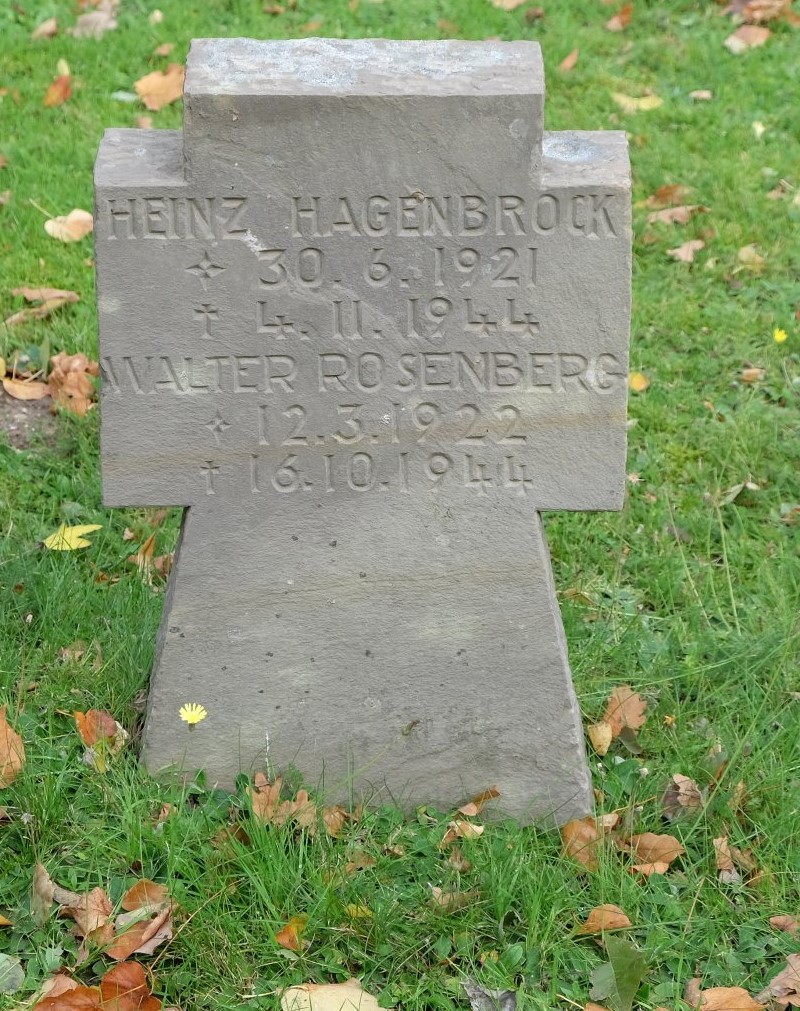 HEINZ HAGENBROCK
✧ 30. 6. 1921
† 4. 11. 1944
WALTER ROSENBERG
✧ 12.3.1922
† 16.10.1944